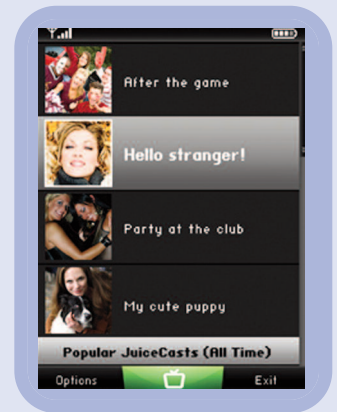 After the game
Hello stranger!
Party at the club
My cute puppy
Popular JuiceCasts (All Time)
Options
Exit